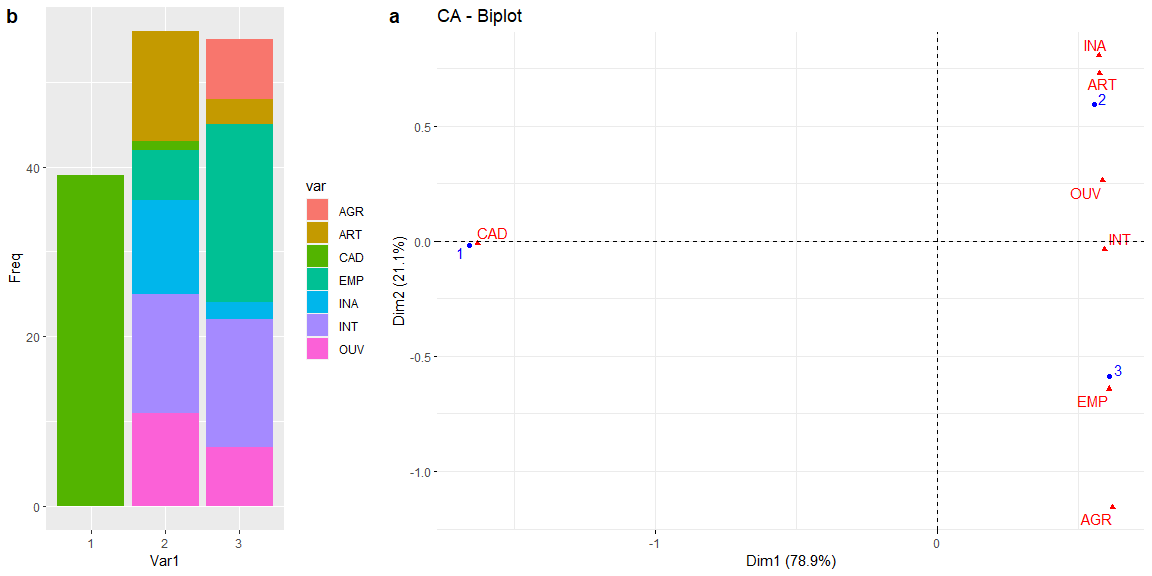 b
Freq
40
20
0
1
2
3
Var1
var
AGR
ART
CAD
EMP
INA
INT
OUV
a
CA - Biplot
Dim2 (21.1%)
0.5
0.0
-0.5
-1.0
INA
ART
2
OUV
CAD
1
INT
3
EMP
AGR
-1
0
Dim1 (78.9%)